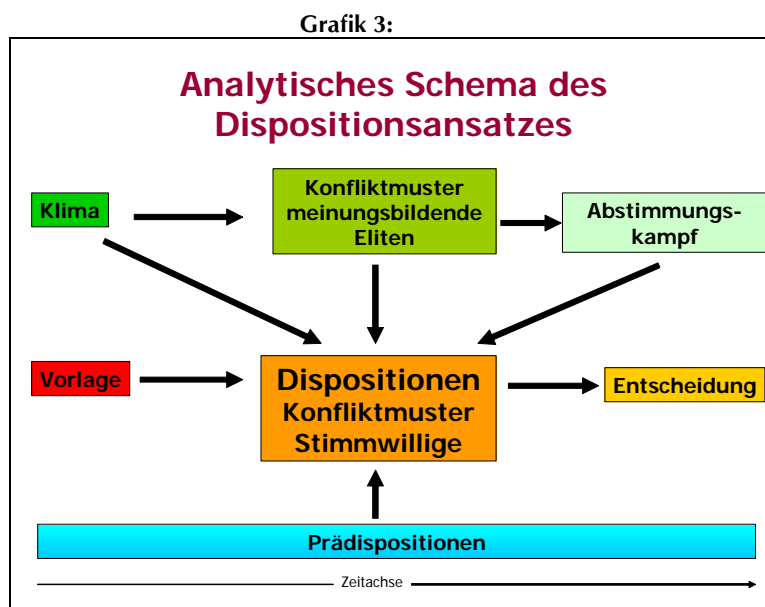 Grafik 3:
Analytisches Schema des
Dispositionsansatzes
Klima
Konfliktmuster
meinungsbildende
Eliten
Abstimmungs-
kampf
Vorlage
Dispositionen
Konfliktmuster
Stimmwillige
Entscheidung
Prädispositionen
Zeitachse